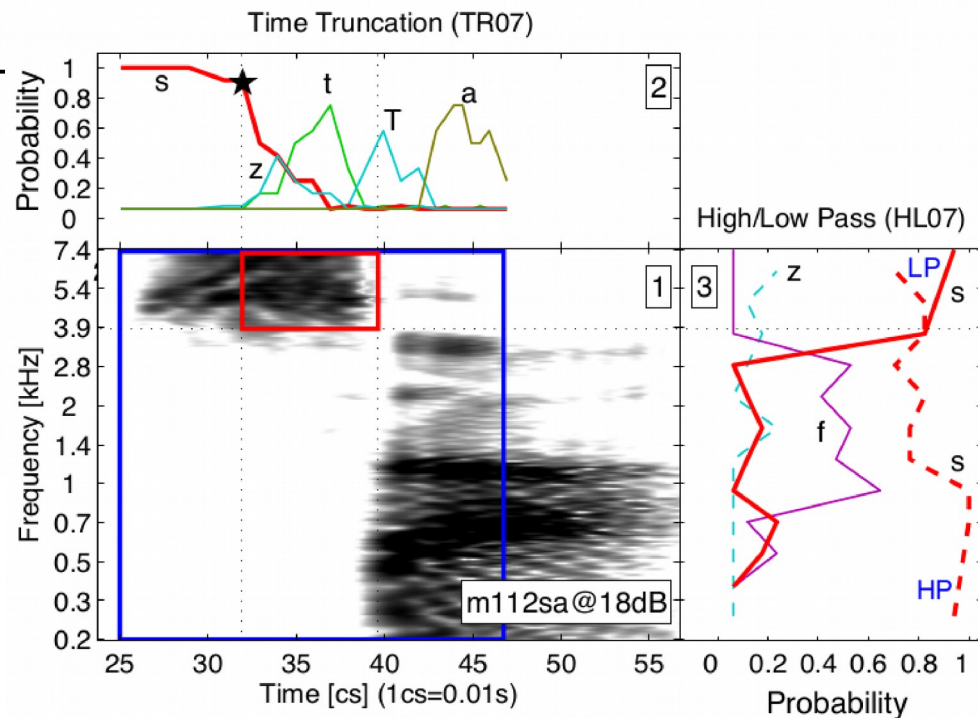 Time Truncation (TR07)
Probability
1
0.8
0.6
0.4
0.2
0
s
t
a
T
z
2
High/Low Pass (HL07)
Frequency [kHz]
7.4
5.4
3.9
2.8
2
1.4
1
0.7
0.5
0.3
0.2
1
3
z
LP
s
f
s
HP
m112sa@18dB
25 30 35 40 45 50 55
Time [cs] (1cs=0.01s)
0 0.2 0.4 0.6 0.8 1
Probability